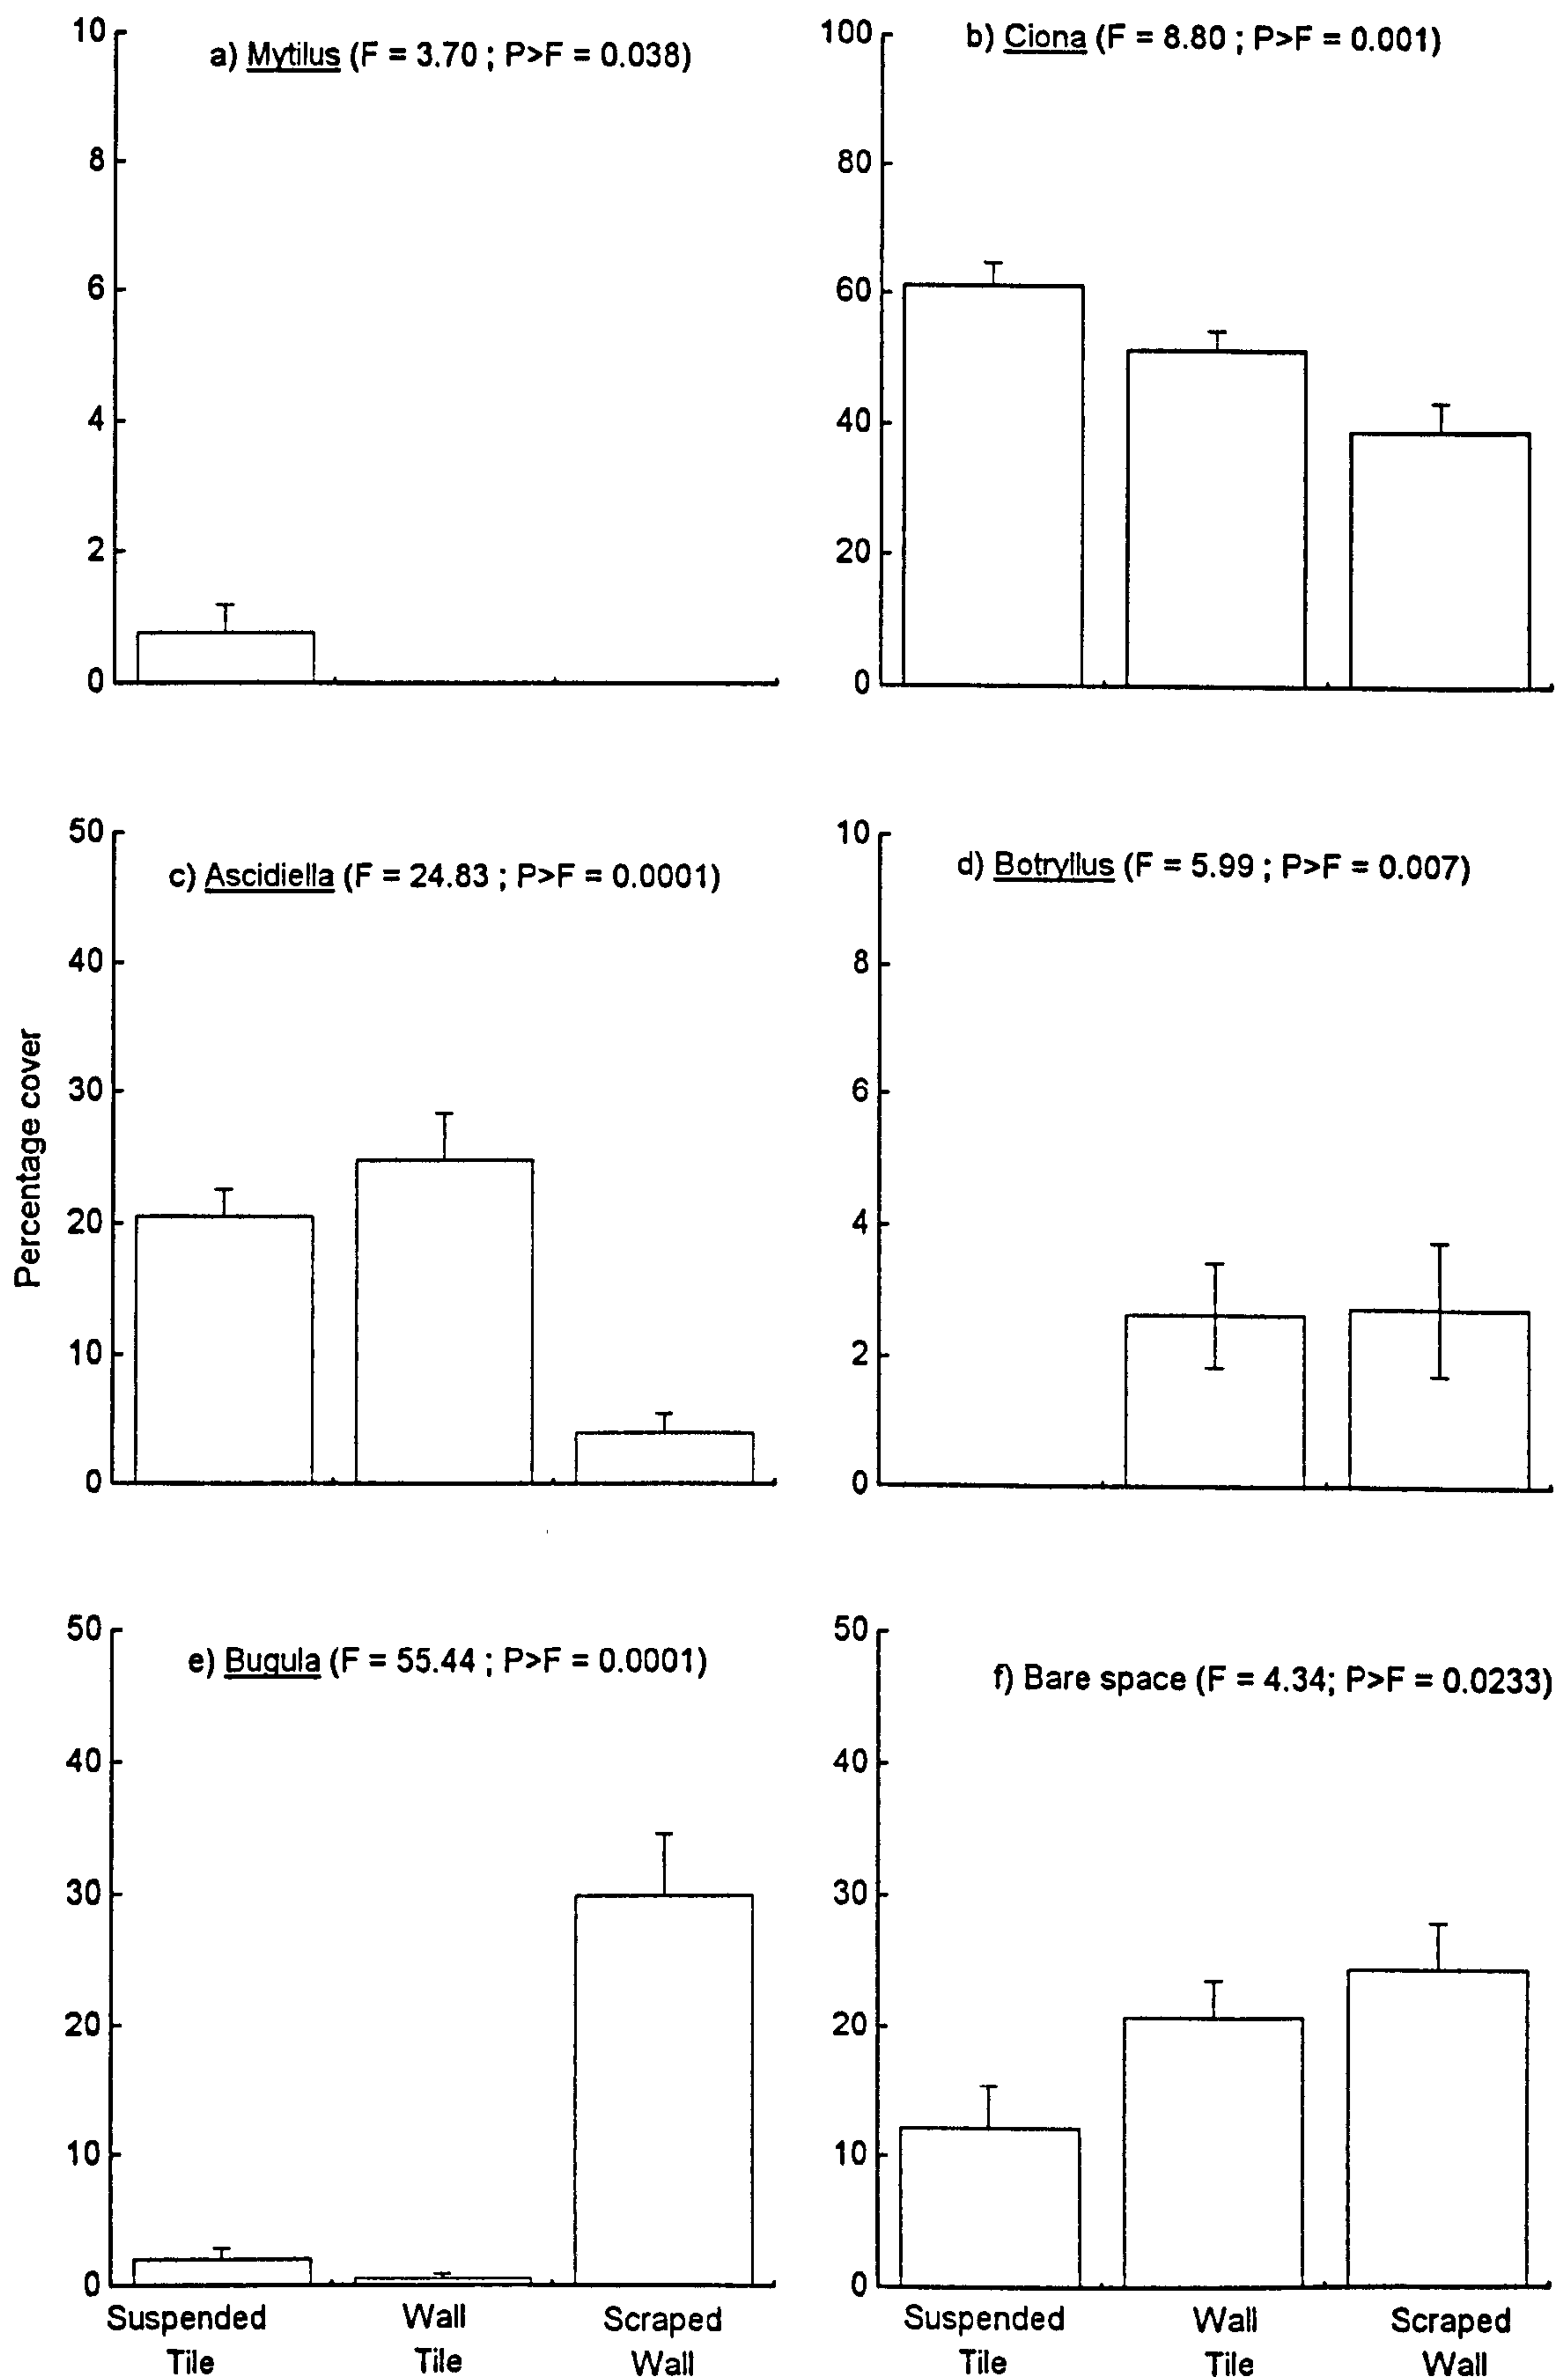 a) Mytilus (F = 3.70 ; P>F = 0.038)
10
8
6
4
2
0
b) Ciona (F = 8.80 ; P>F = 0.001)
100
80
60
40
20
0
Percentage cover
c) Ascidiella (F = 24.83 ; P>F = 0.0001)
50
40
30
20
10
0
d) Botryllus (F = 5.99 ; P>F = 0.007)
10
8
6
4
2
0
e) Bugula (F = 55.44 ; P>F = 0.0001)
50
40
30
20
10
0
Suspended
Tile
Wall
Tile
Scraped
Wall
f) Bare space (F = 4.34; P>F = 0.0233)
50
40
30
20
10
0
Suspended
Tile
Wall
Tile
Scraped
Wall